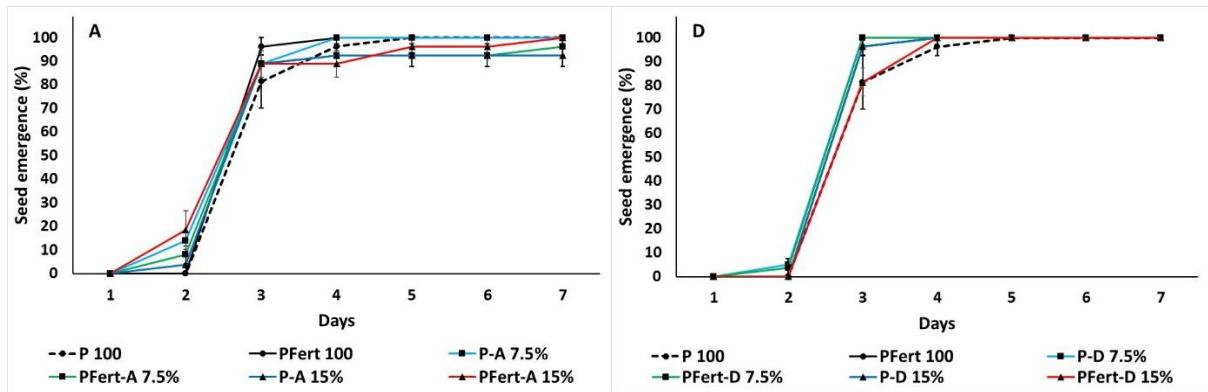 A
Seed emergence (%)
100
90
80
70
60
50
40
30
20
10
0
1 2 3 4 5 6 7
Days
P 100 PFert 100 P-A 7.5%
PFert-A 7.5% P-A 15% PFert-A 15%
D
Seed emergence (%)
100
90
80
70
60
50
40
30
20
10
0
1 2 3 4 5 6 7
Days
P 100 PFert 100 P-D 7.5%
PFert-D 7.5% P-D 15% PFert-D 15%